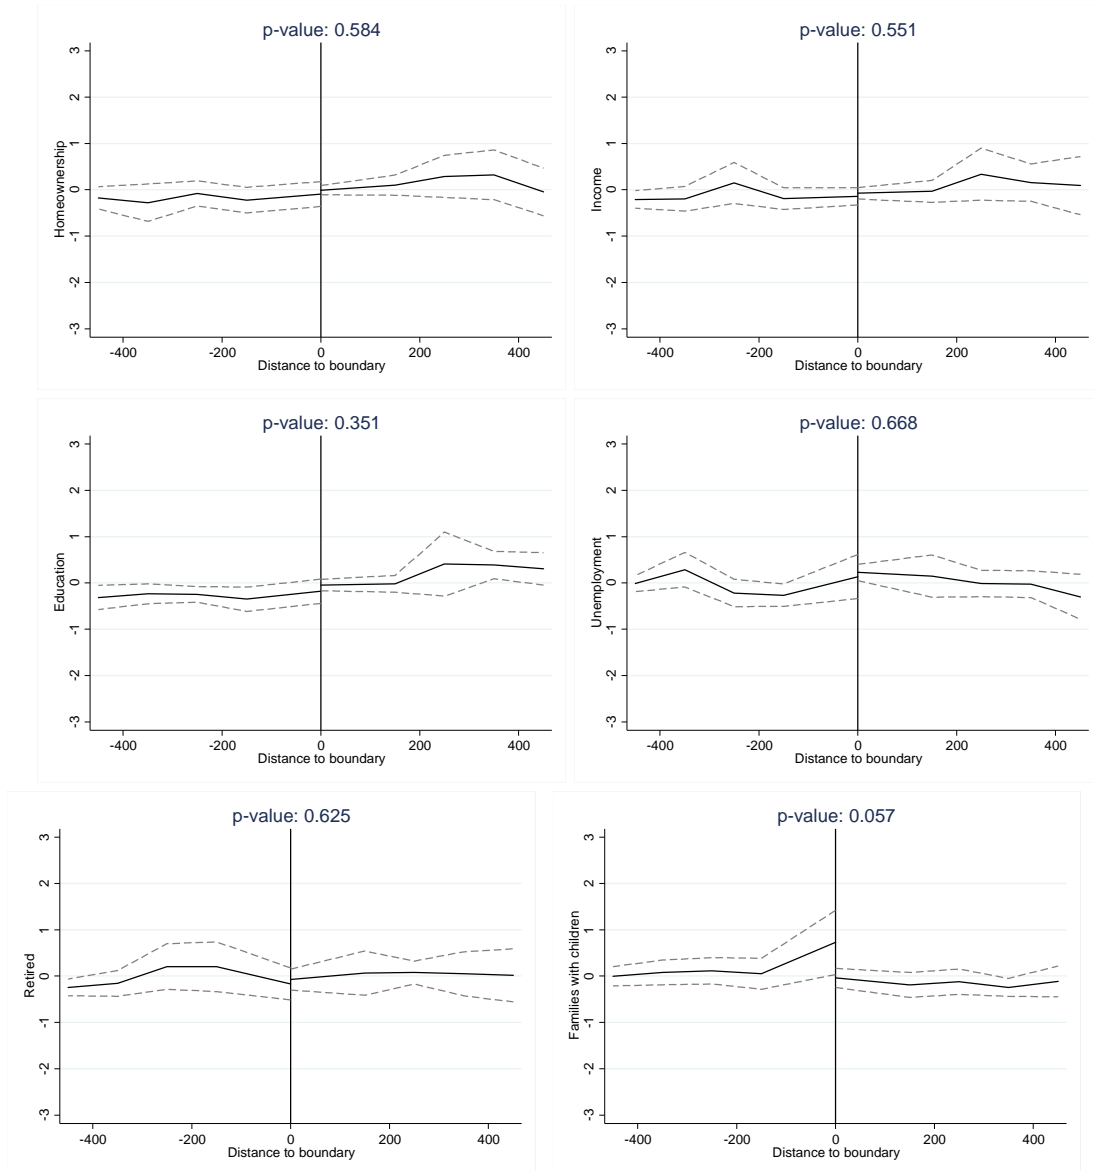 p-value: 0.584
3
2
1
0
-1
-2
-3
Homeownership
-400 -200 0 200 400
Distance to boundary
p-value: 0.551
3
2
1
0
-1
-2
-3
Income
-400 -200 0 200 400
Distance to boundary
p-value: 0.351
3
2
1
0
-1
-2
-3
Education
-400 -200 0 200 400
Distance to boundary
p-value: 0.668
3
2
1
0
-1
-2
-3
Unemployment
-400 -200 0 200 400
Distance to boundary
p-value: 0.625
3
2
1
0
-1
-2
-3
Retired
-400 -200 0 200 400
Distance to boundary
p-value: 0.057
3
2
1
0
-1
-2
-3
Families with children
-400 -200 0 200 400
Distance to boundary